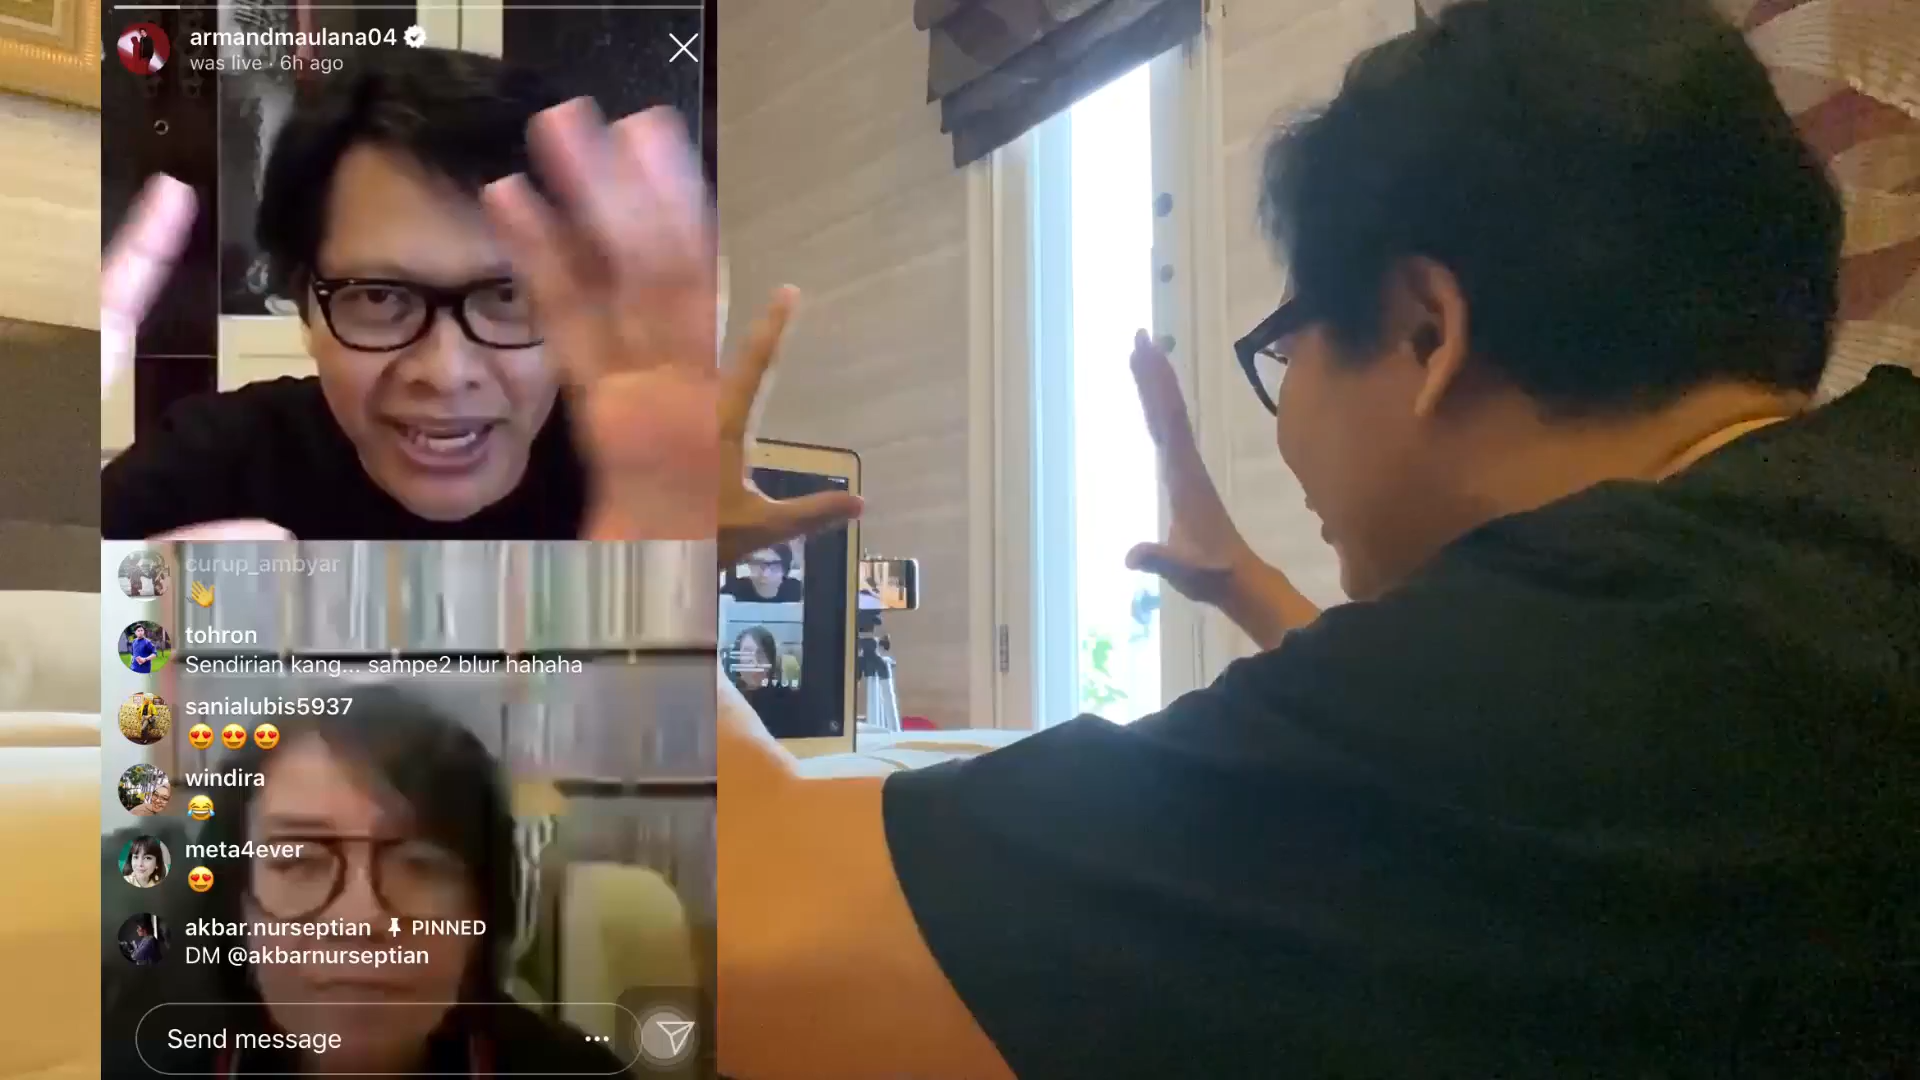 armandmaulana04
was live · 6h ago
curup_ambyar
tohron
Sendirian kang... sampe2 blur hahaha
sanialubis5937
windira
meta4ever
akbar.nurseptian PINNED
DM @akbarnurseptian
Send message